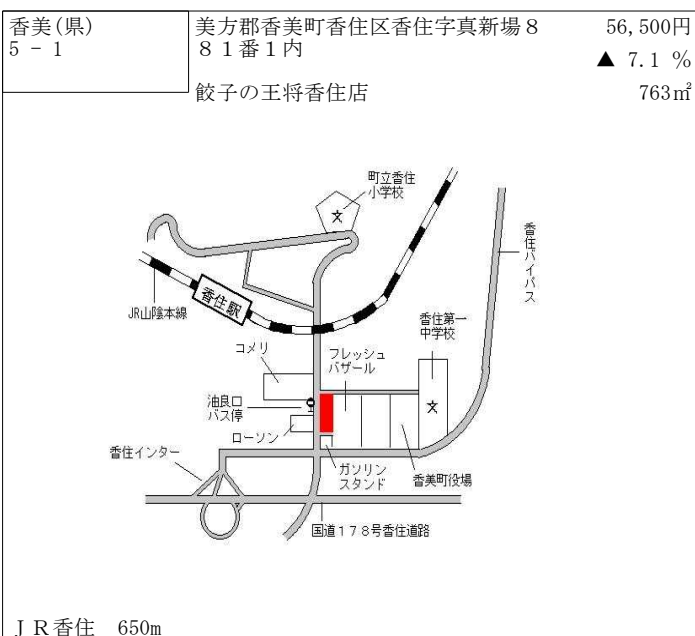 香美(県)
5 - 1
美方郡香美町香住区香住字真新場8
81番1内
餃子の王将香住店
56,500円
▲ 7.1 %
763㎡
町立香住
小学校
文
香住バイパス
香住駅
JR山陰本線
香住第一
中学校
コメリ
フレッシュ
バザール
油良口
バス停
文
ローソン
香住インター
ガソリン
スタンド
香美町役場
国道178号香住道路
JR香住 650m